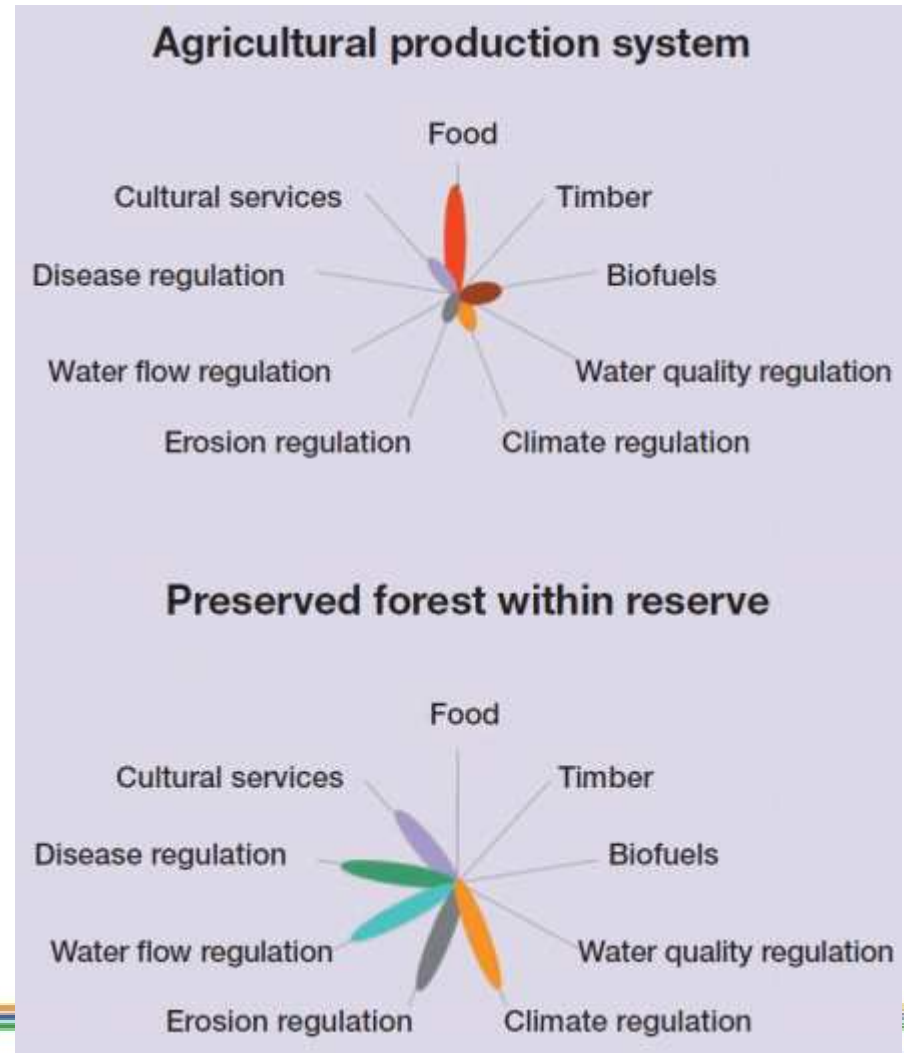 Agricultural production system
Food
Cultural services
Timber
Disease regulation
Biofuels
Water flow regulation
Water quality regulation
Erosion regulation
Climate regulation
Preserved forest within reserve
Food
Cultural services
Timber
Disease regulation
Biofuels
Water flow regulation
Water quality regulation
Erosion regulation
Climate regulation